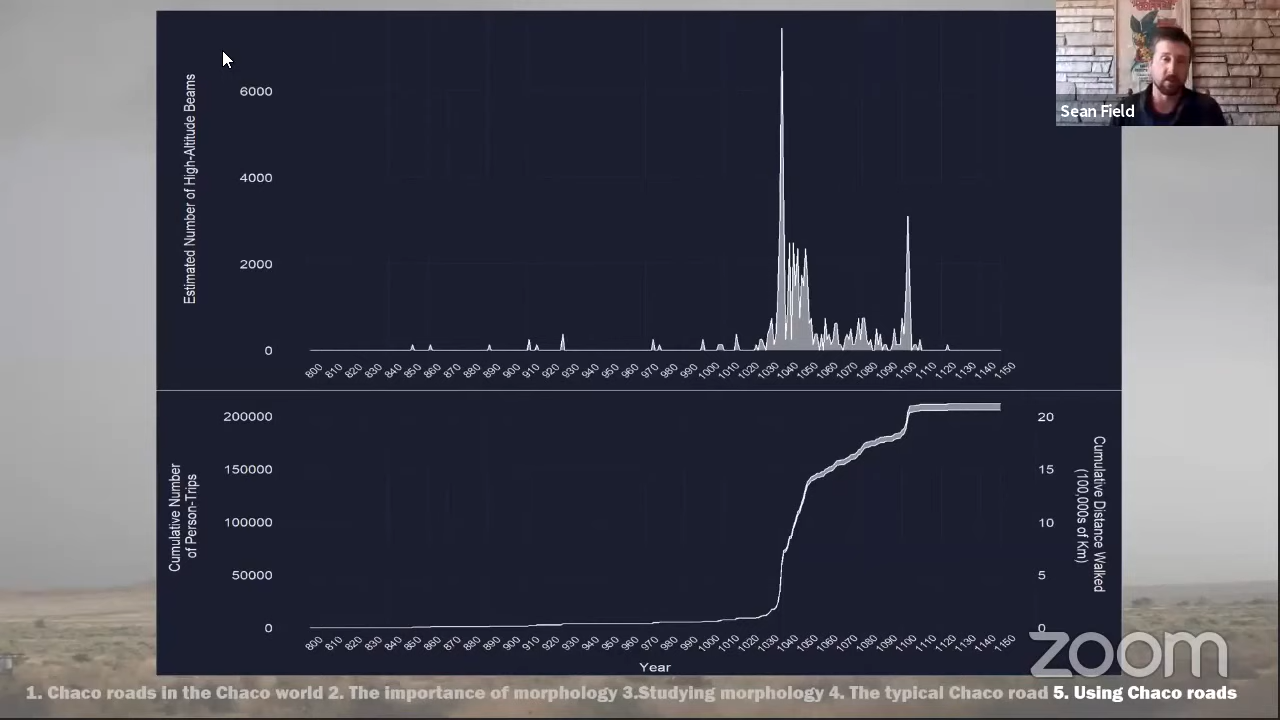 Estimated Number of High-Altitude Beams
6000
4000
2000
0
800 810 820 830 840 850 860 870 880 890 900 910 920 930 940 950 960 970 980 990 1000 1010 1020 1030 1040 1050 1060 1070 1080 1090 1100 1110 1120 1130 1140 1150
Cumulative Number
of Person-Trips
200000
150000
100000
50000
0
20
15
10
5
0
Cumulative Distance Walked
(100,000s of Km)
800 810 820 830 840 850 860 870 880 890 900 910 920 930 940 950 960 970 980 990 1000 1010 1020 1030 1040 1050 1060 1070 1080 1090 1100 1110 1120 1130 1140 1150
Year
Sean Field
zoom
1. Chaco roads in the Chaco world 2. The importance of morphology 3.Studying morphology 4. The typical Chaco road 5. Using Chaco roads